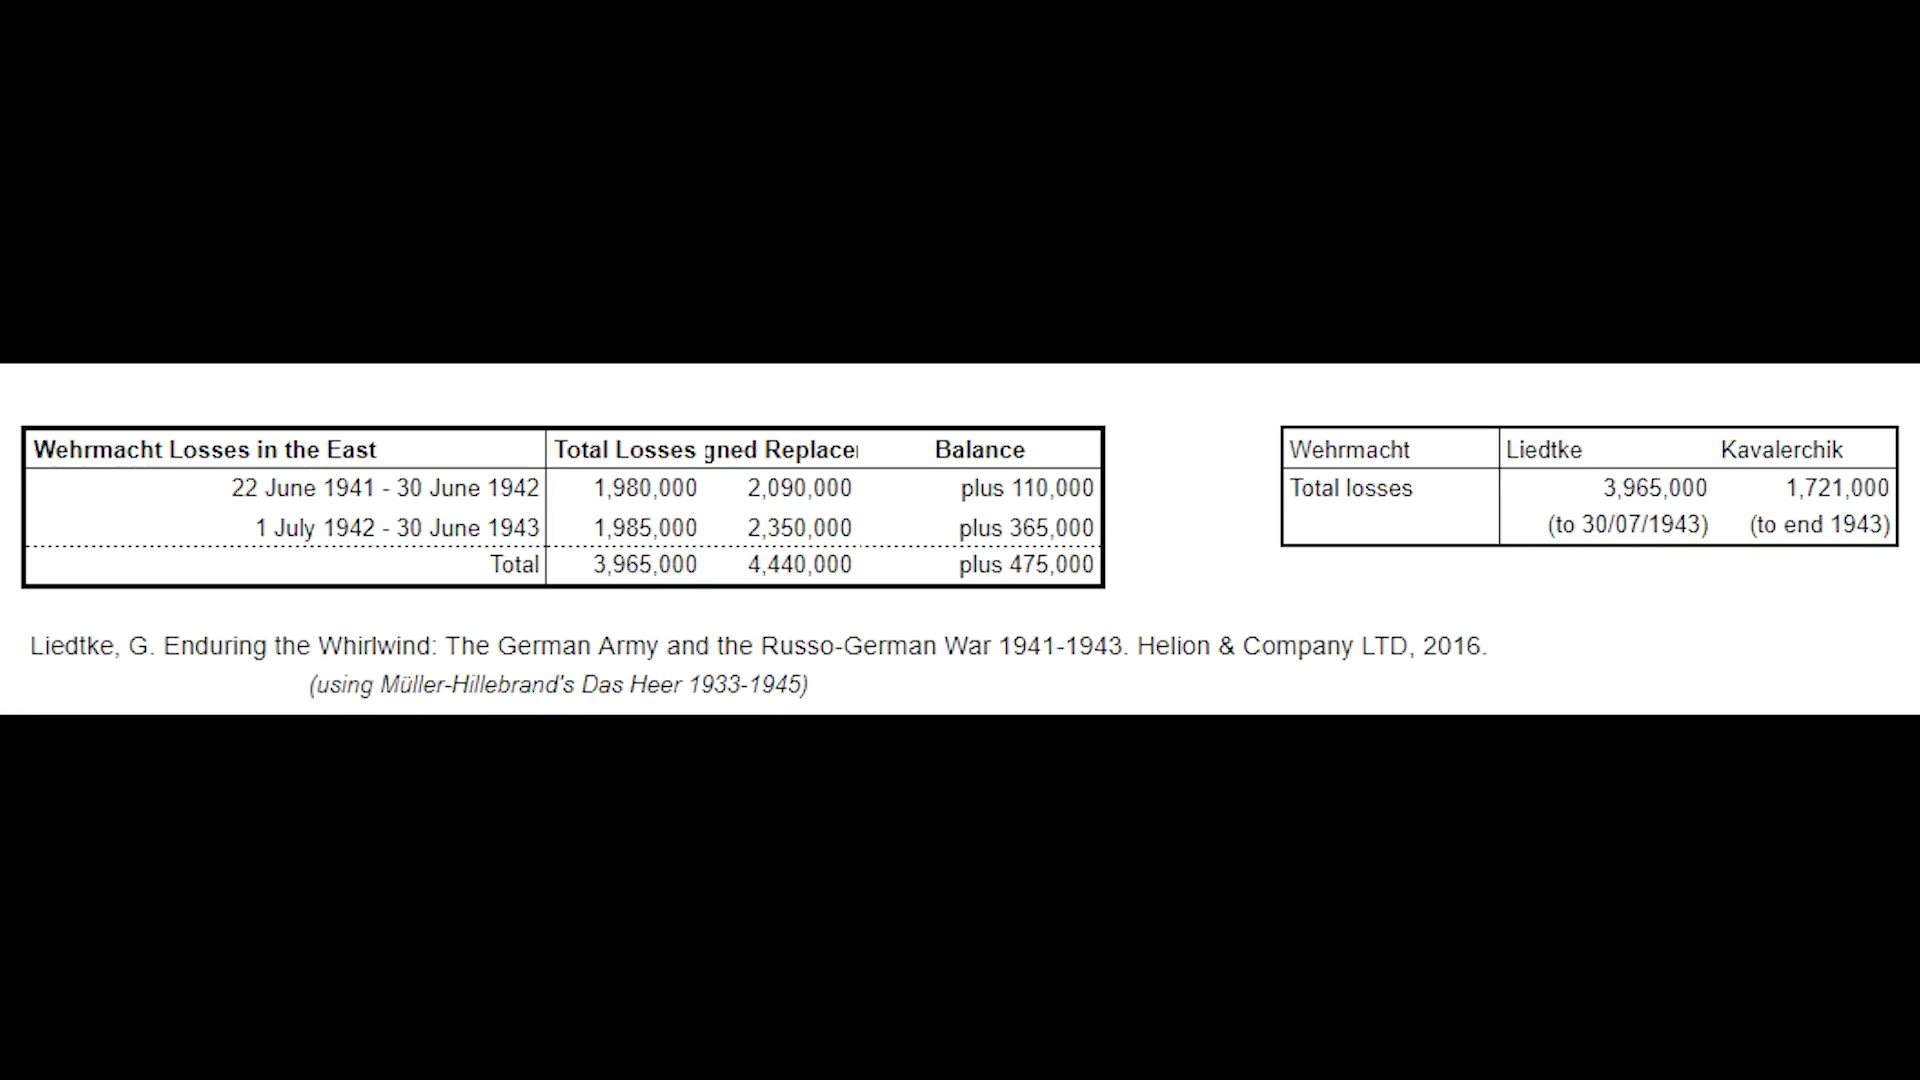 Wehrmacht Losses in the East Total Losses gned Replacer Balance
22 June 1941 - 30 June 1942 1,980,000 2,090,000 plus 110,000
1 July 1942 - 30 June 1943 1,985,000 2,350,000 plus 365,000
Total 3,965,000 4,440,000 plus 475,000
Wehrmacht Liedtke Kavalerchik
Total losses 3,965,000 1,721,000
(to 30/07/1943) (to end 1943)
Liedtke, G. Enduring the Whirlwind: The German Army and the Russo-German War 1941-1943. Helion & Company LTD, 2016.
(using Müller-Hillebrand's Das Heer 1933-1945)